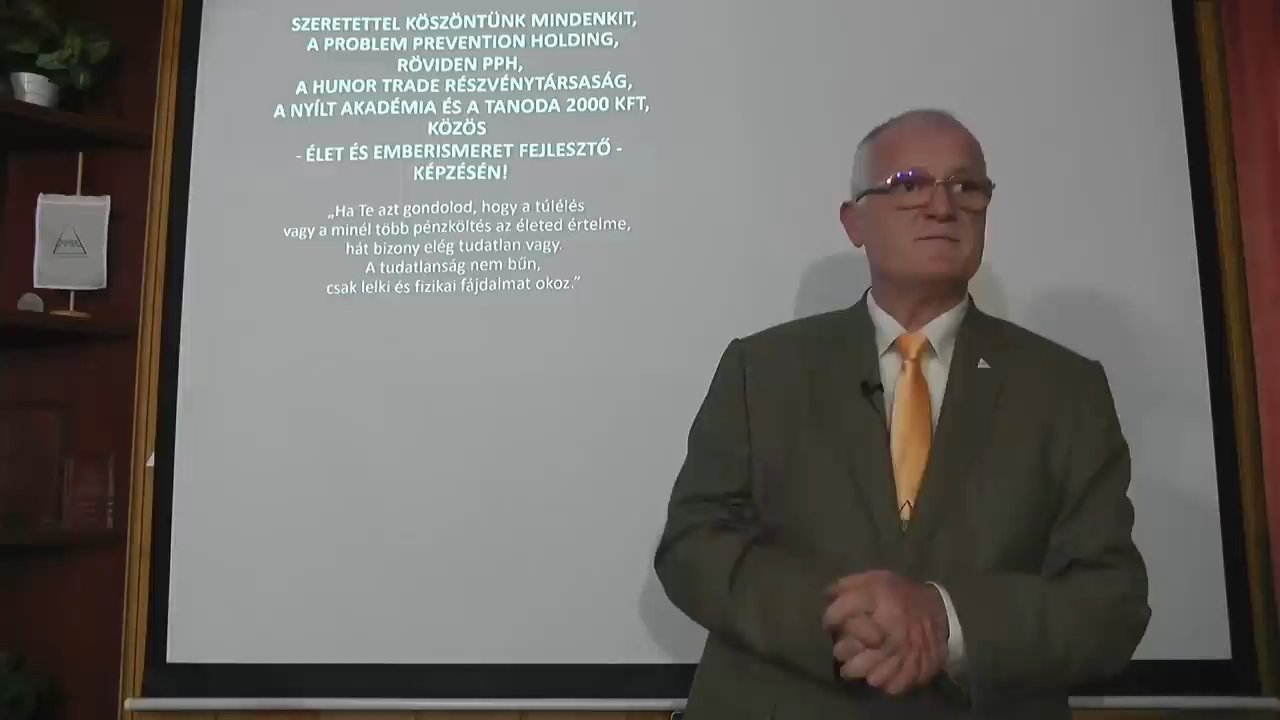 SZERETETTEL KÖSZÖNTÜNK MINDENKIT,
A PROBLEM PREVENTION HOLDING,
RÖVIDEN PPH,
A HUNOR TRADE RÉSZVÉNYTÁRSASÁG,
A NYÍLT AKADÉMIA ÉS A TANODA 2000 KFT,
KÖZÖS
- ÉLET ÉS EMBERISMERET FEJLESZTŐ -
KÉPZÉSÉN!
„Ha Te azt gondolod, hogy a túlélés
vagy a minél több pénzköltés az életed értelme,
hát bizony elég tudatlan vagy.
A tudatlanság nem bűn,
csak lelki és fizikai fájdalmat okoz.”